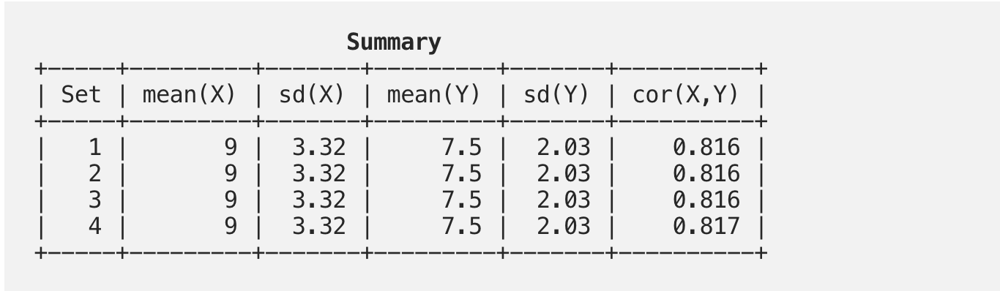 Summary
+-----+---------+-------+---------+-------+----------+
| Set | mean(X) | sd(X) | mean(Y) | sd(Y) | cor(X,Y) |
+-----+---------+-------+---------+-------+----------+
|   1 |       9 |  3.32 |     7.5 |  2.03 |    0.816 |
|   2 |       9 |  3.32 |     7.5 |  2.03 |    0.816 |
|   3 |       9 |  3.32 |     7.5 |  2.03 |    0.816 |
|   4 |       9 |  3.32 |     7.5 |  2.03 |    0.817 |
+-----+---------+-------+---------+-------+----------+